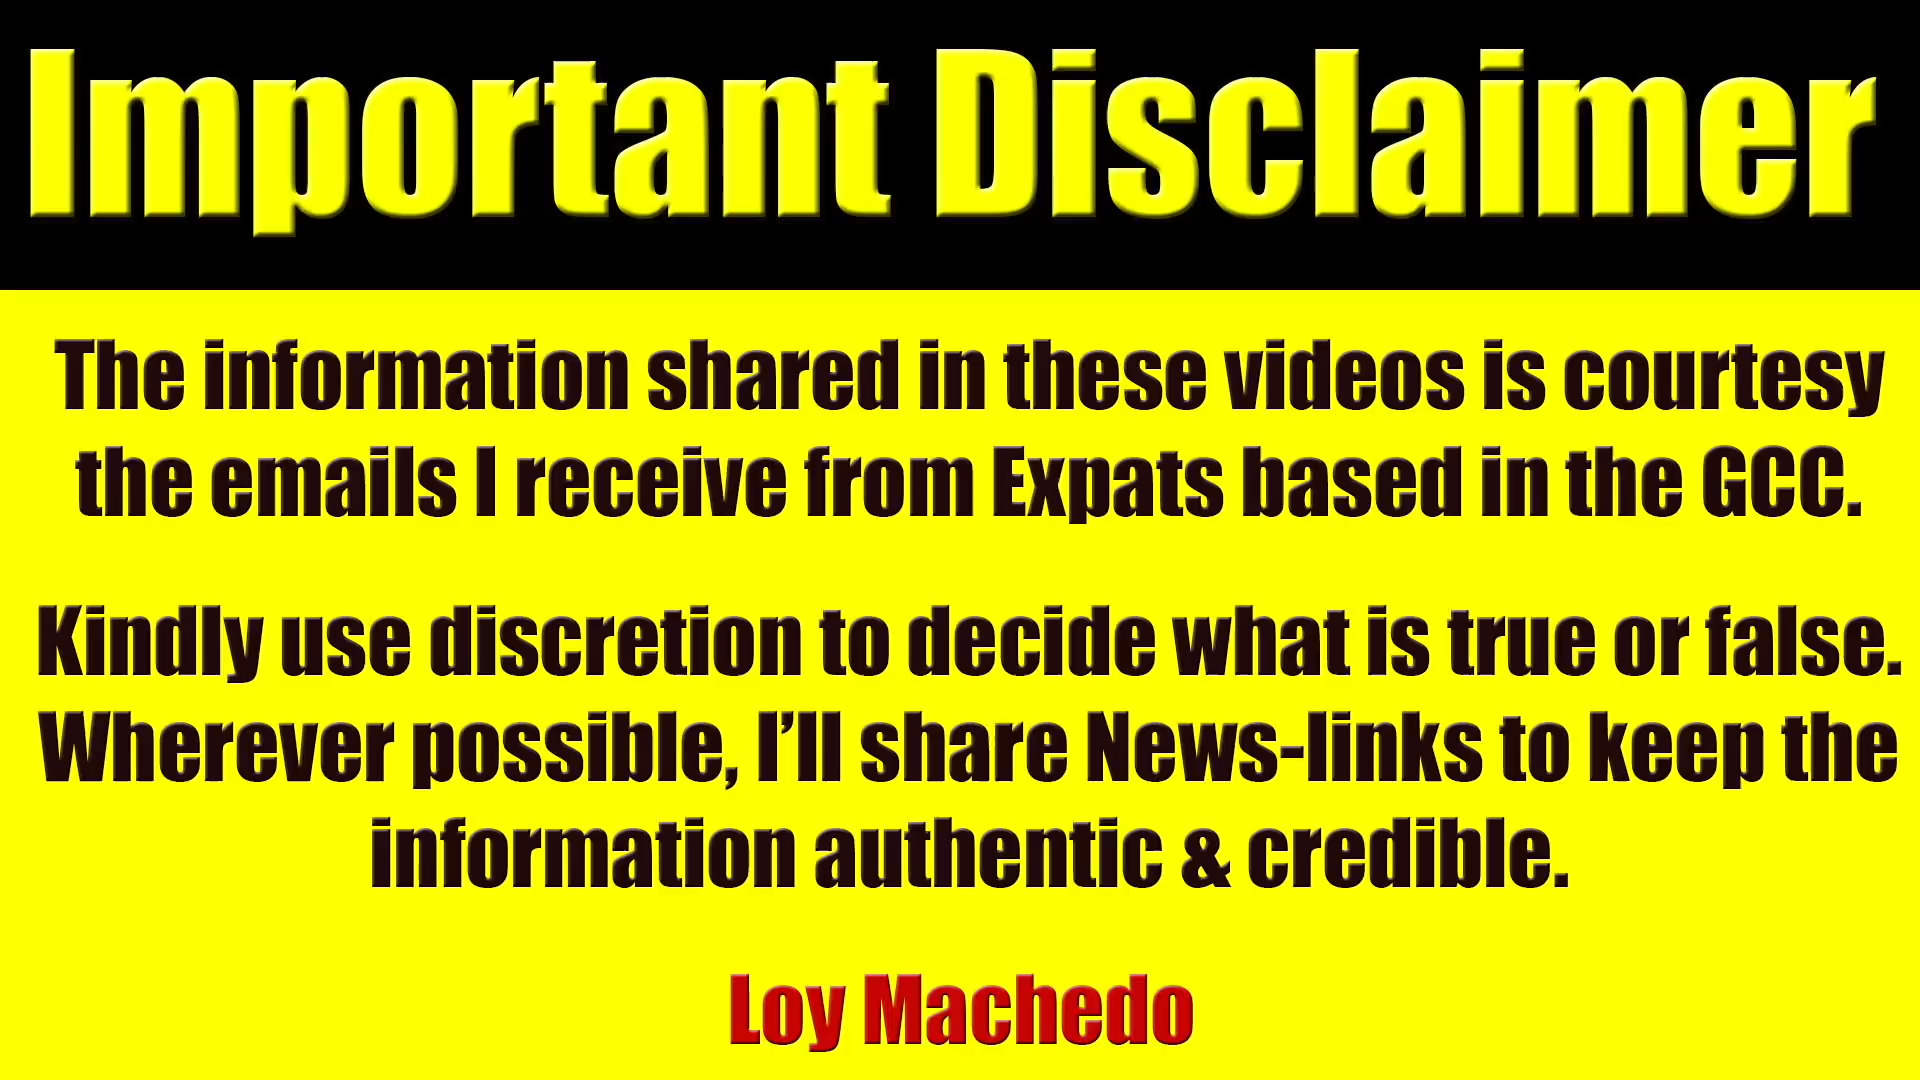 Important Disclaimer
The information shared in these videos is courtesy
the emails I receive from Expats based in the GCC.
Kindly use discretion to decide what is true or false.
Wherever possible, I’ll share News-links to keep the
information authentic & credible.
Loy Machedo